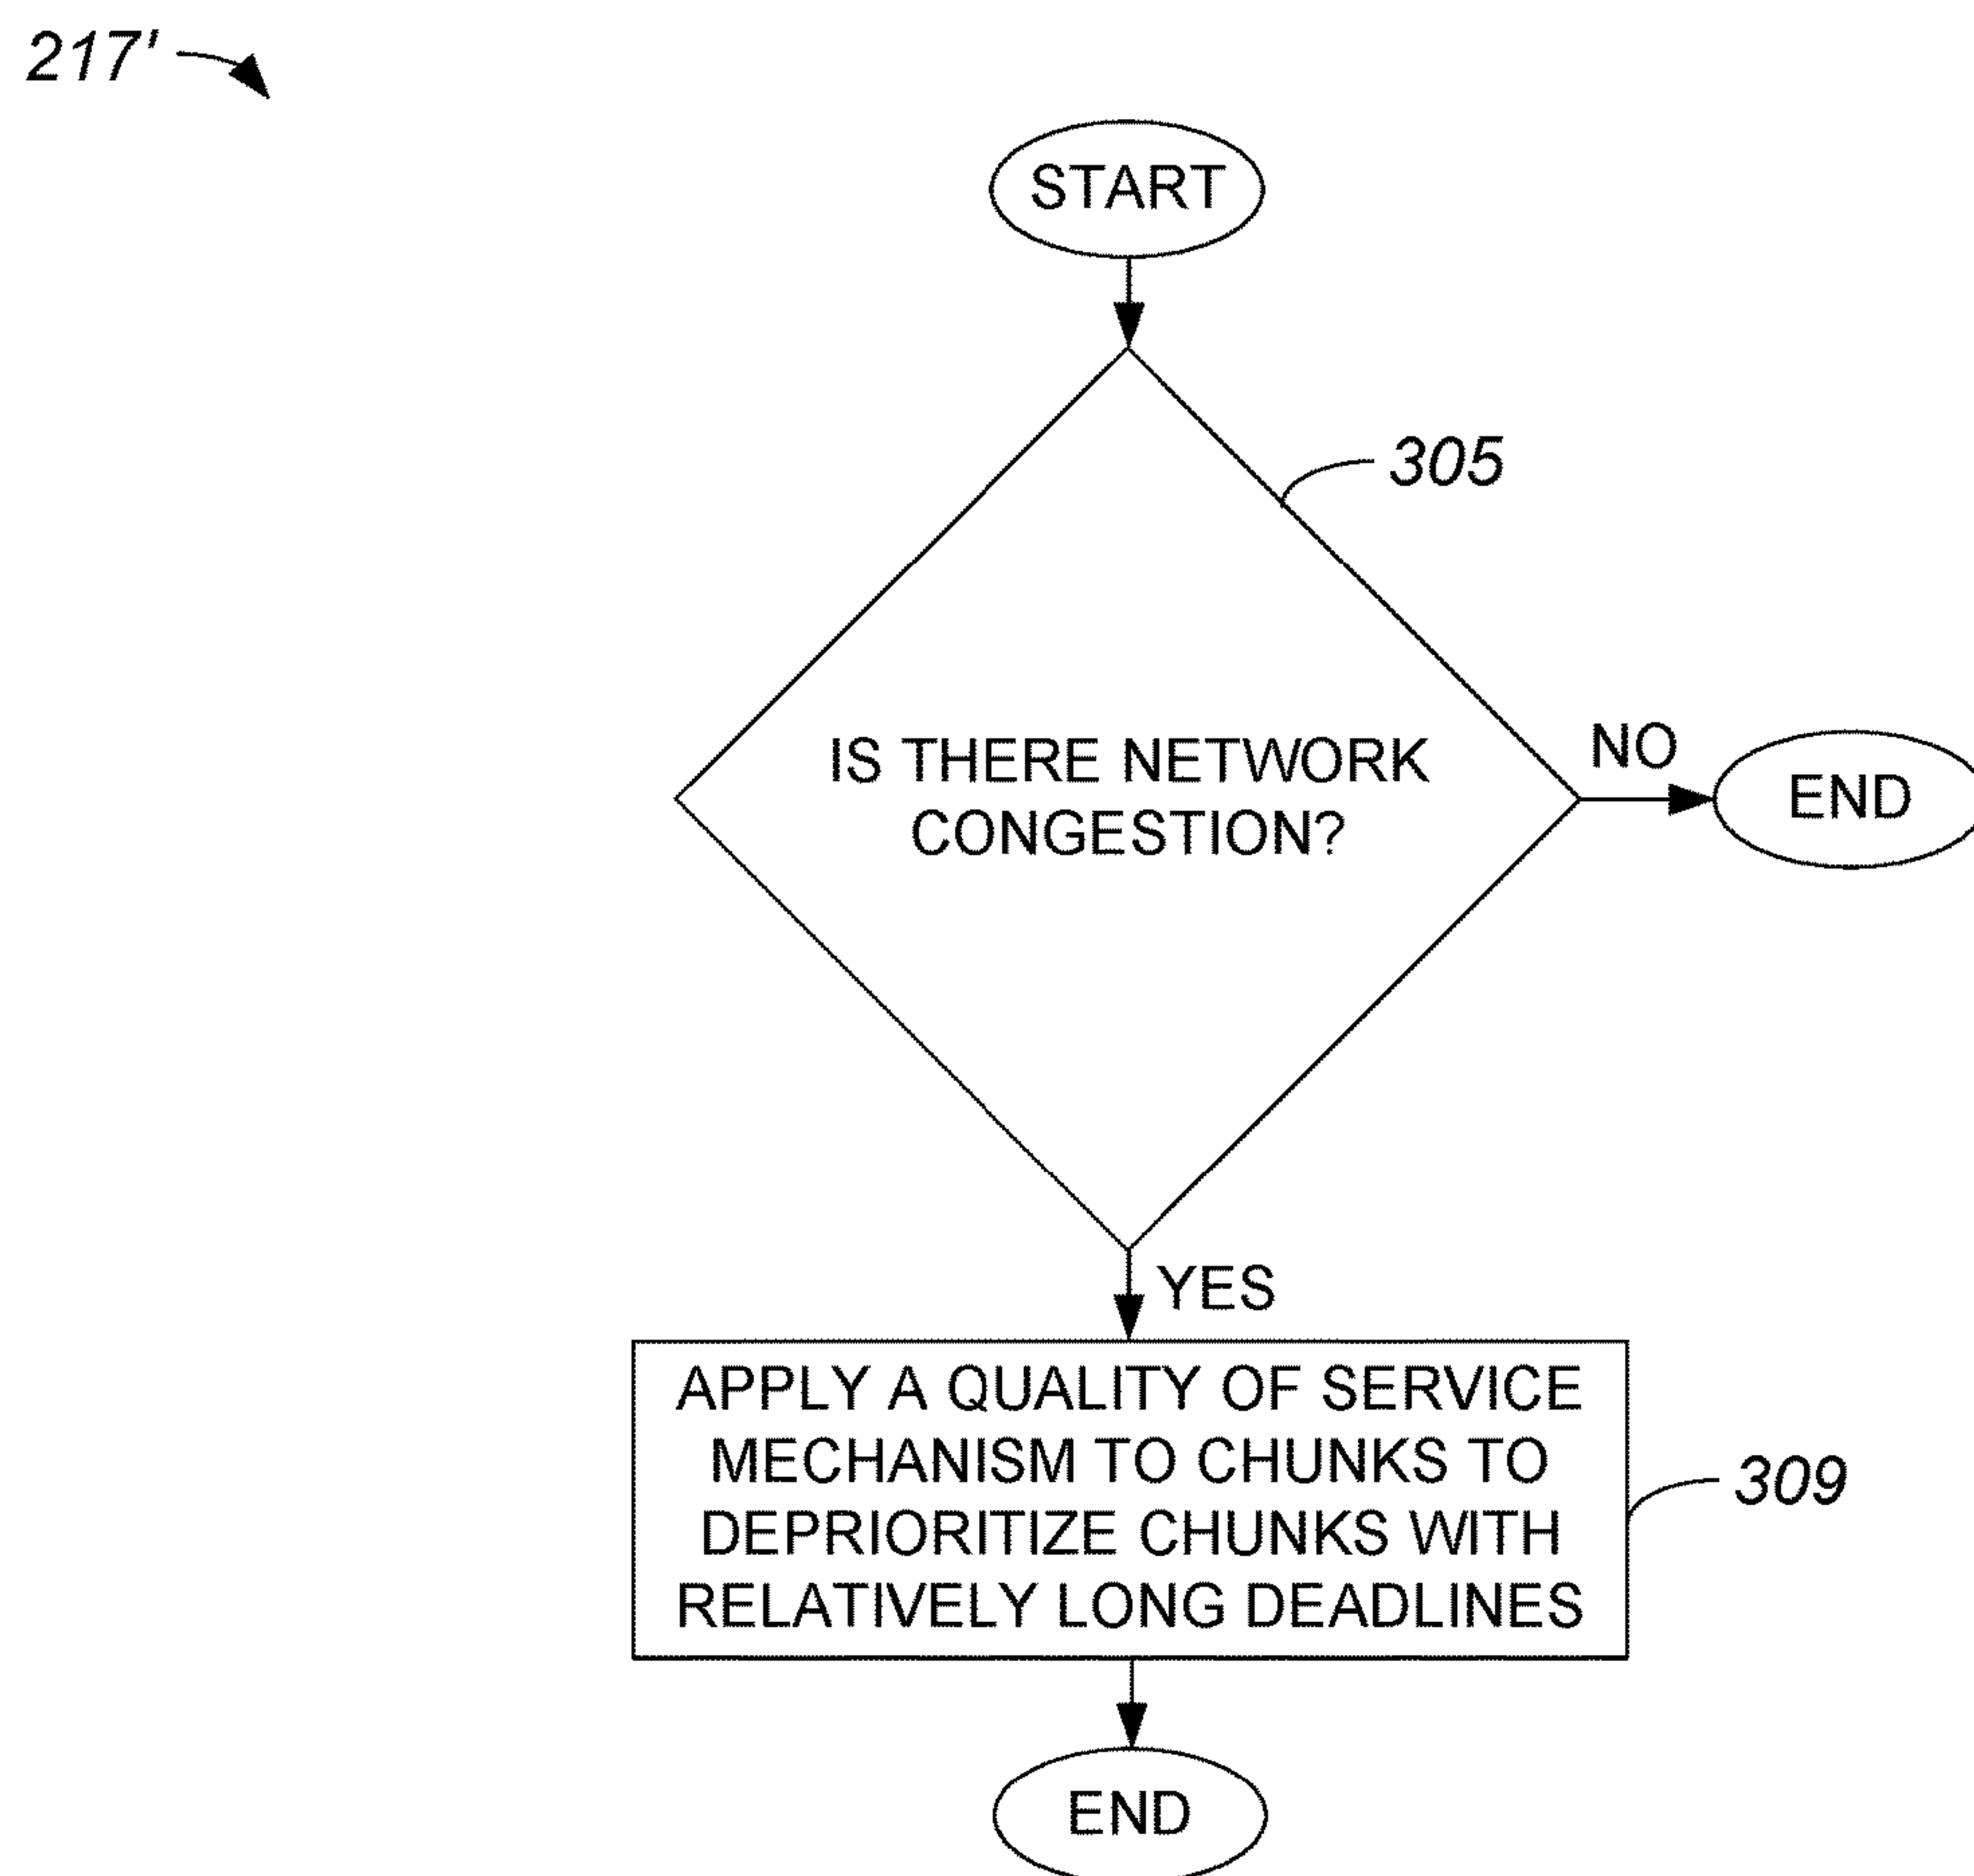 217'
START
305
IS THERE NETWORK
CONGESTION?
NO
END
YES
APPLY A QUALITY OF SERVICE
MECHANISM TO CHUNKS TO
DEPRIORITIZE CHUNKS WITH
RELATIVELY LONG DEADLINES
309
END